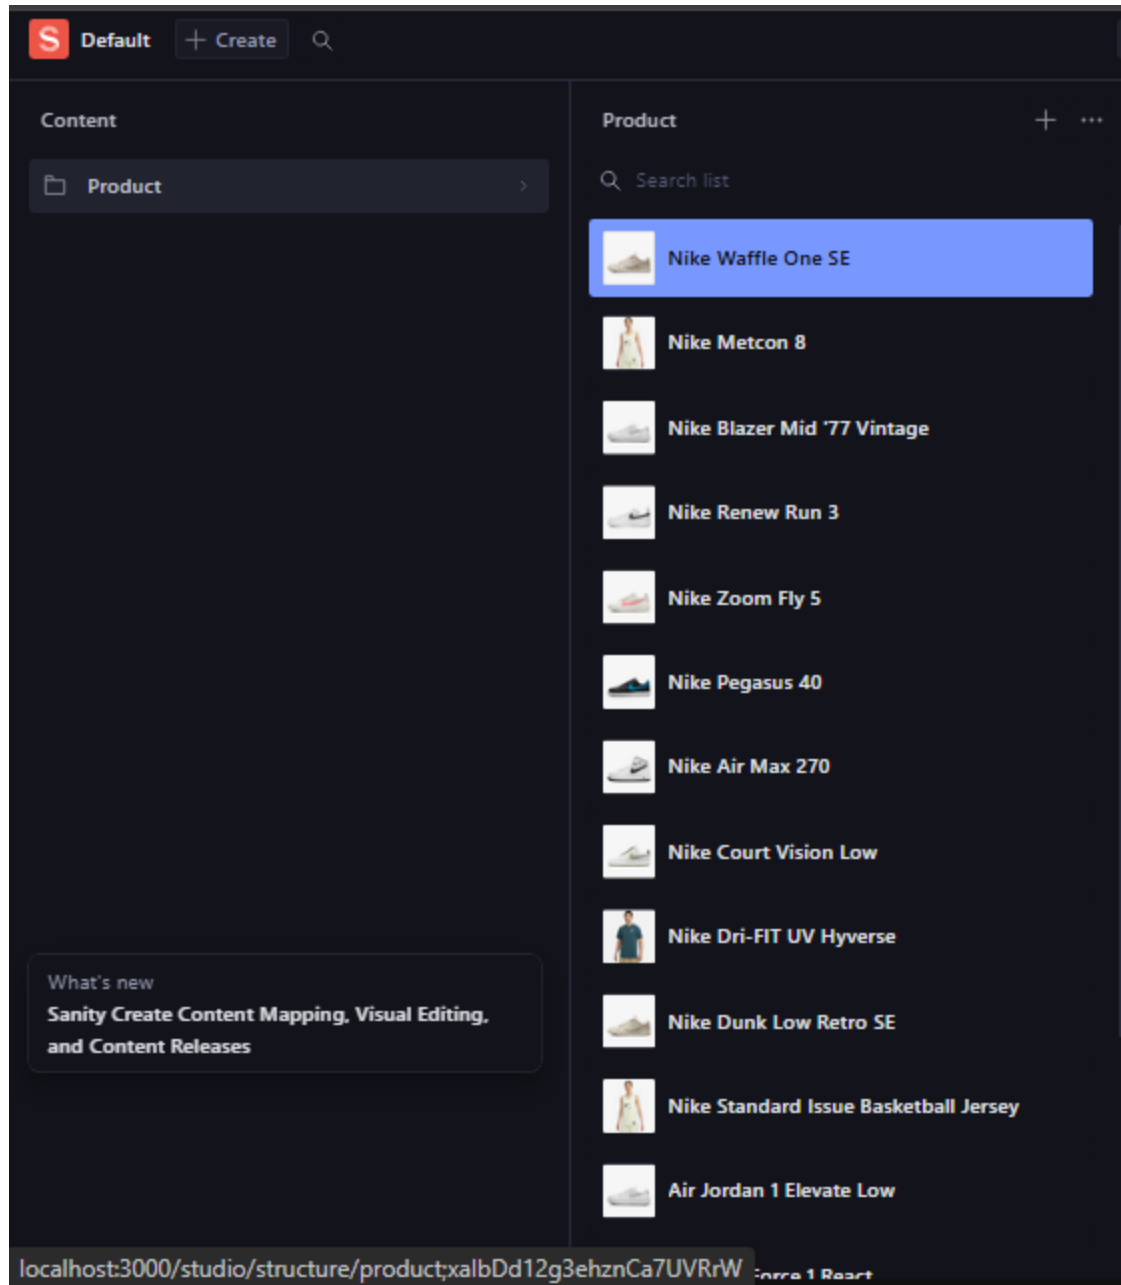 S Default + Create
Content
Product
What's new
Sanity Create Content Mapping, Visual Editing,
and Content Releases
Product
Search list
Nike Waffle One SE
Nike Metcon 8
Nike Blazer Mid '77 Vintage
Nike Renew Run 3
Nike Zoom Fly 5
Nike Pegasus 40
Nike Air Max 270
Nike Court Vision Low
Nike Dri-FIT UV Hyverse
Nike Dunk Low Retro SE
Nike Standard Issue Basketball Jersey
Air Jordan 1 Elevate Low
Force 1 React
localhost:3000/studio/structure/product;xalbDd12g3ehznCa7UVRrW